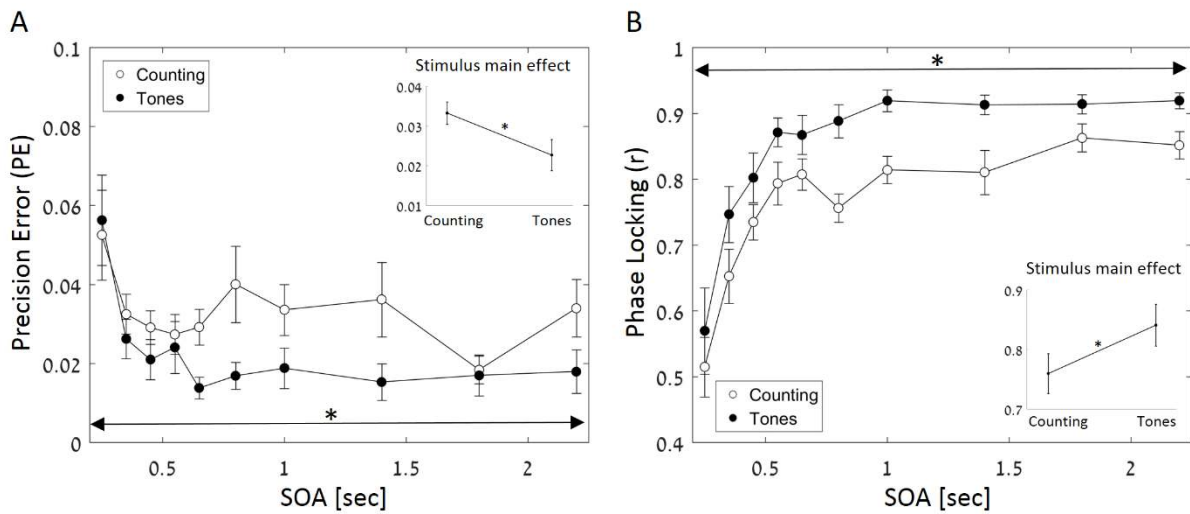 A
Precision Error (PE)
0.1
0.08
0.06
0.04
0.02
0
Counting
Tones
Stimulus main effect
0.04
0.03
0.02
0.01
*
Counting Tones
*
0.5 1 1.5 2
SOA [sec]
B
Phase Locking (r)
1
0.9
0.8
0.7
0.6
0.5
0.4
*
Stimulus main effect
0.9
0.8
0.7
*
Counting Tones
Counting
Tones
0.5 1 1.5 2
SOA [sec]